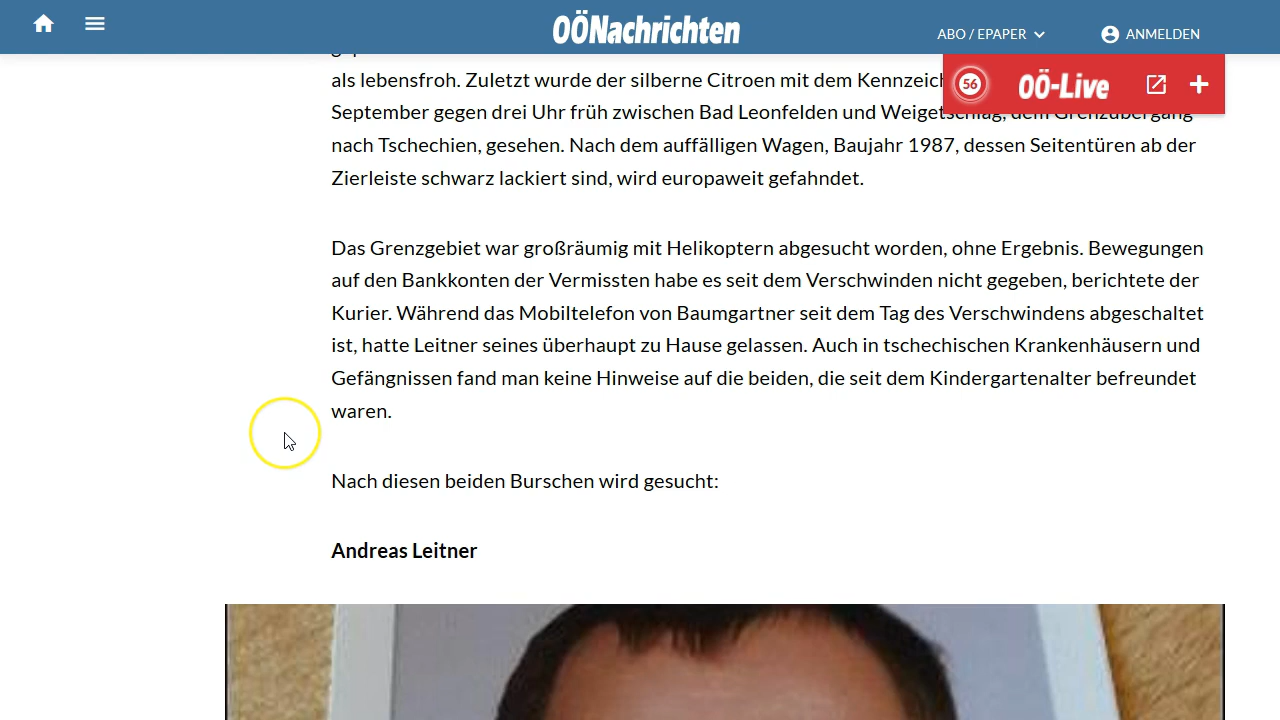 OÖNachrichten
ABO / EPAPER
ANMELDEN
als lebensfroh. Zuletzt wurde der silberne Citroen mit dem
56
OÖ-Live
September gegen drei Uhr früh zwischen Bad Leonfelden und Weigetschlag, dem Grenzübergang
nach Tschechien, gesehen. Nach dem auffälligen Wagen, Baujahr 1987, dessen Seitentüren ab der
Zierleiste schwarz lackiert sind, wird europaweit gefahndet.
Das Grenzgebiet war großräumig mit Helikoptern abgesucht worden, ohne Ergebnis. Bewegungen
auf den Bankkonten der Vermissten habe es seit dem Verschwinden nicht gegeben, berichtete der
Kurier. Während das Mobiltelefon von Baumgartner seit dem Tag des Verschwindens abgeschaltet
ist, hatte Leitner seines überhaupt zu Hause gelassen. Auch in tschechischen Krankenhäusern und
Gefängnissen fand man keine Hinweise auf die beiden, die seit dem Kindergartenalter befreundet
waren.
Nach diesen beiden Burschen wird gesucht:
Andreas Leitner